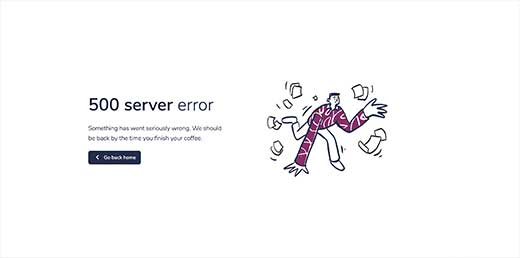 500 server error
Something has went seriously wrong. We should
be back by the time you finish your coffee.
Go back home